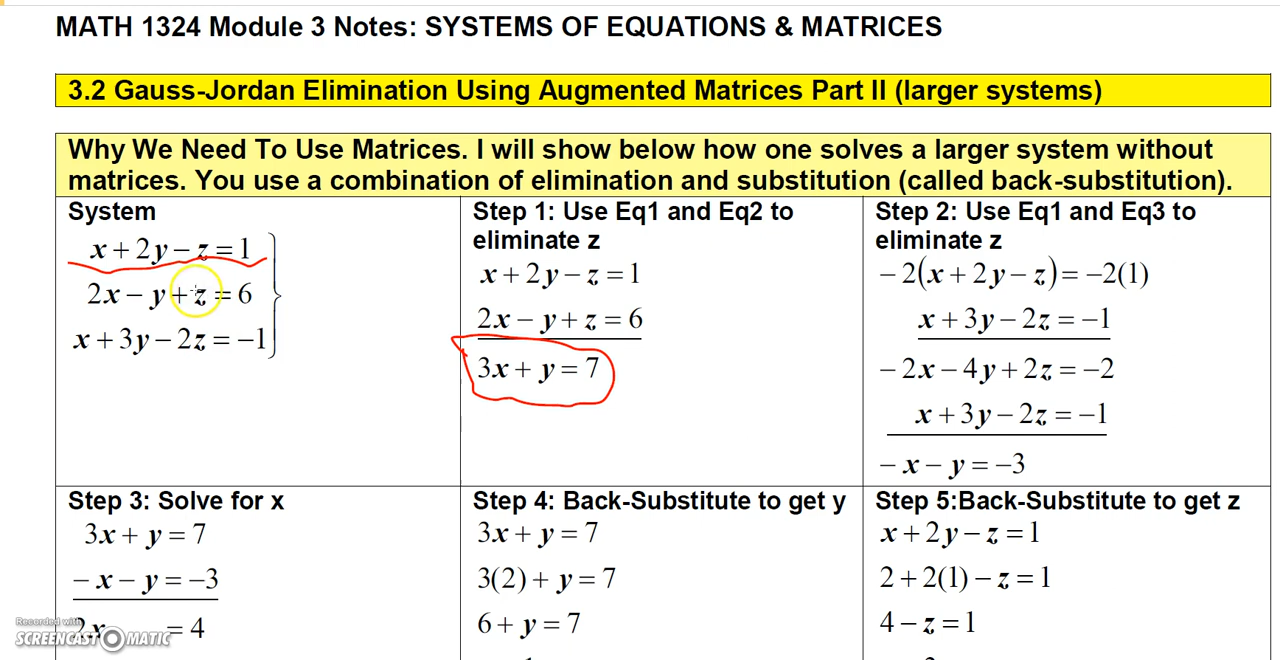 MATH 1324 Module 3 Notes: SYSTEMS OF EQUATIONS & MATRICES
3.2 Gauss-Jordan Elimination Using Augmented Matrices Part II (larger systems)
Why We Need To Use Matrices. I will show below how one solves a larger system without
matrices. You use a combination of elimination and substitution (called back-substitution).
System
x + 2y − z = 1
2x − y + z = 6
x + 3y − 2z = −1
Step 1: Use Eq1 and Eq2 to
eliminate z
x + 2y − z = 1
2x − y + z = 6
3x + y = 7
Step 2: Use Eq1 and Eq3 to
eliminate z
−2(x + 2y − z) = −2(1)
x + 3y − 2z = −1
−2x − 4y + 2z = −2
x + 3y − 2z = −1
−x − y = −3
Step 3: Solve for x
3x + y = 7
−x − y = −3
2x = 4
Step 4: Back-Substitute to get y
3x + y = 7
3(2) + y = 7
6 + y = 7
Step 5:Back-Substitute to get z
x + 2y − z = 1
2 + 2(1) − z = 1
4 − z = 1
Recorded with
SCREENCAST MATIC